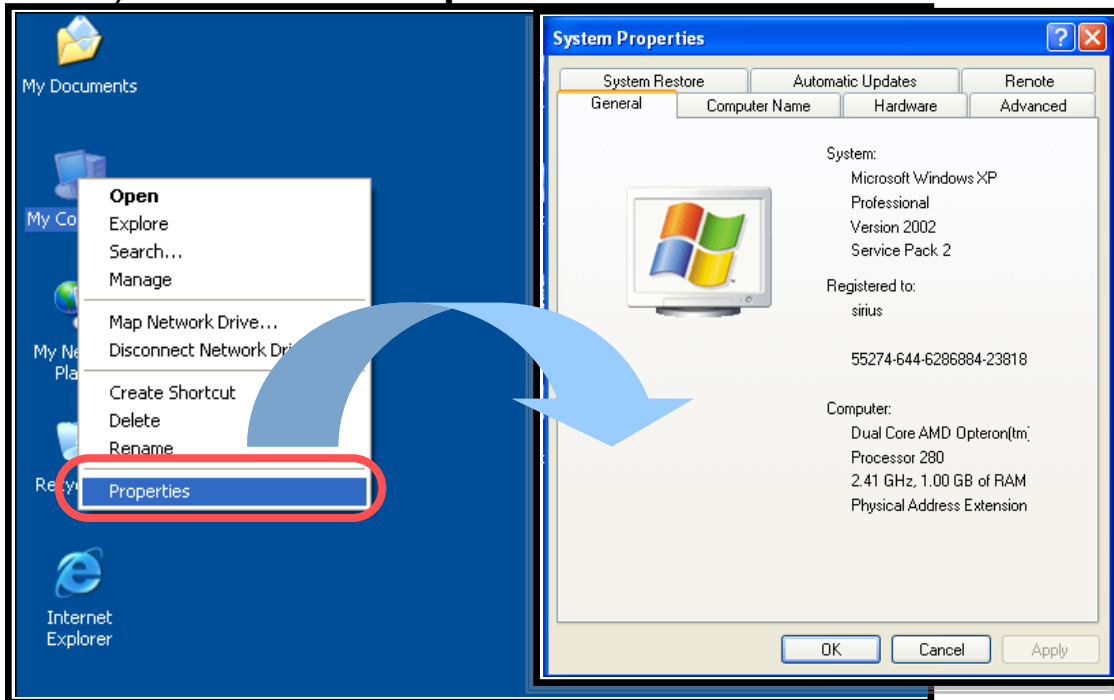 My Documents
My Co
My Ne
Pla
Recy
Internet
Explorer
Open
Explore
Search...
Manage
Map Network Drive...
Disconnect Network Dri
Create Shortcut
Delete
Rename
Properties
System Properties
System Restore Automatic Updates Remote
General Computer Name Hardware Advanced
System:
Microsoft Windows XP
Professional
Version 2002
Service Pack 2
Registered to:
sirius
55274-644-6286884-23818
Computer:
Dual Core AMD Opteron(tm)
Processor 280
2.41 GHz, 1.00 GB of RAM
Physical Address Extension
OK Cancel Apply